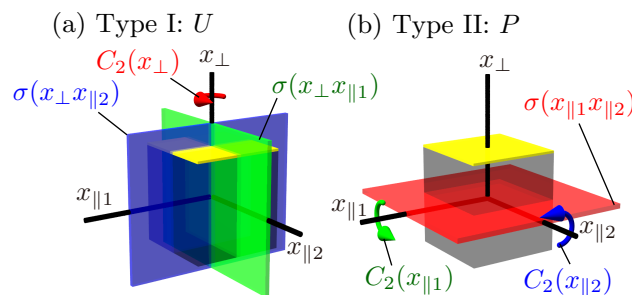 (a) Type I: U
(b) Type II: P
C₂(x⊥)
x⊥
σ(x⊥x∥2)
σ(x⊥x∥1)
x∥1
x∥2
x⊥
σ(x∥1x∥2)
x∥1
x∥2
C₂(x∥1)
C₂(x∥2)